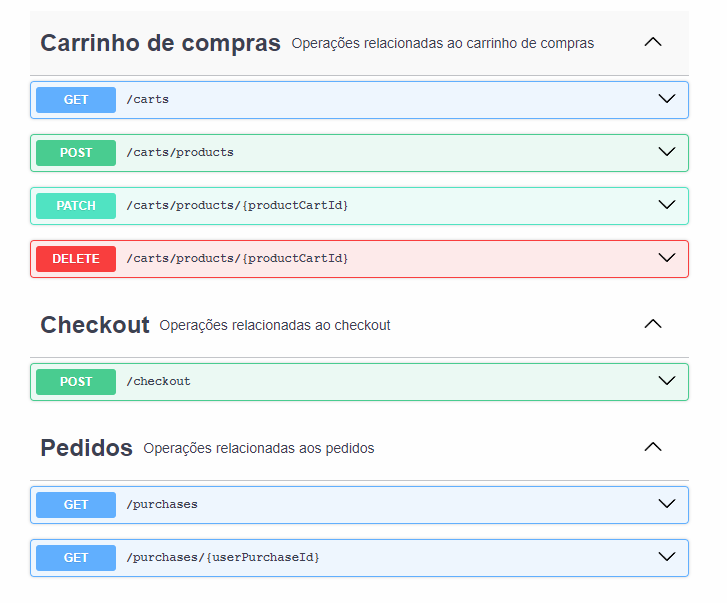 Carrinho de compras Operações relacionadas ao carrinho de compras
GET /carts
POST /carts/products
PATCH /carts/products/{productCartId}
DELETE /carts/products/{productCartId}
Checkout Operações relacionadas ao checkout
POST /checkout
Pedidos Operações relacionadas aos pedidos
GET /purchases
GET /purchases/{userPurchaseId}